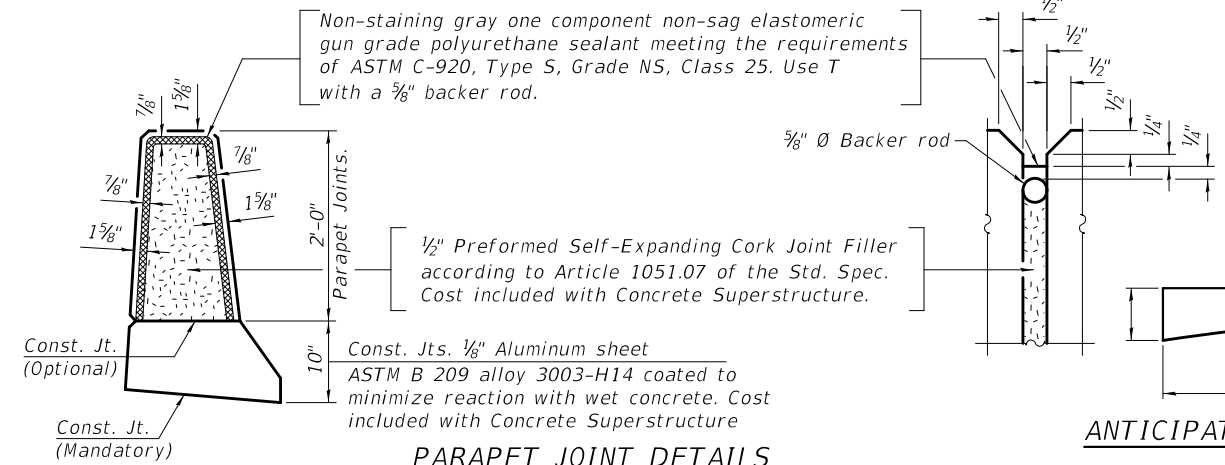 Non-staining gray one component non-sag elastomeric
gun grade polyurethane sealant meeting the requirements
of ASTM C-920, Type S, Grade NS, Class 25. Use T
with a ⅝" backer rod.
½"
½"
½"
½"
¼"
¼"
⅞"
1⅝"
⅞"
1⅝"
⅞"
1⅝"
2'-0"
Parapet Joints.
10"
⅝" Ø Backer rod
½" Preformed Self-Expanding Cork Joint Filler
according to Article 1051.07 of the Std. Spec.
Cost included with Concrete Superstructure.
Const. Jt.
(Optional)
Const. Jts. ⅛" Aluminum sheet
ASTM B 209 alloy 3003-H14 coated to
minimize reaction with wet concrete. Cost
included with Concrete Superstructure
Const. Jt.
(Mandatory)
PARAPET JOINT DETAILS
ANTICIPAT